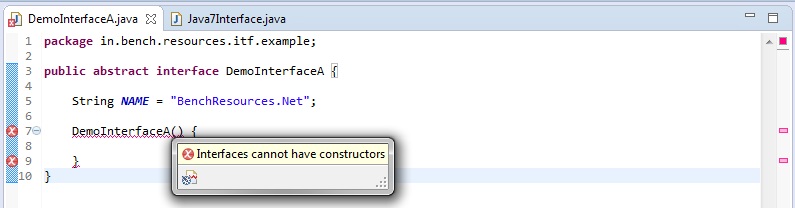 DemoInterfaceA.java Java7Interface.java
1 package in.bench.resources.itf.example;
2
3 public abstract interface DemoInterfaceA {
4
5 String NAME = "BenchResources.Net";
6
7 DemoInterfaceA() {
8
Interfaces cannot have constructors
9 }
10 }